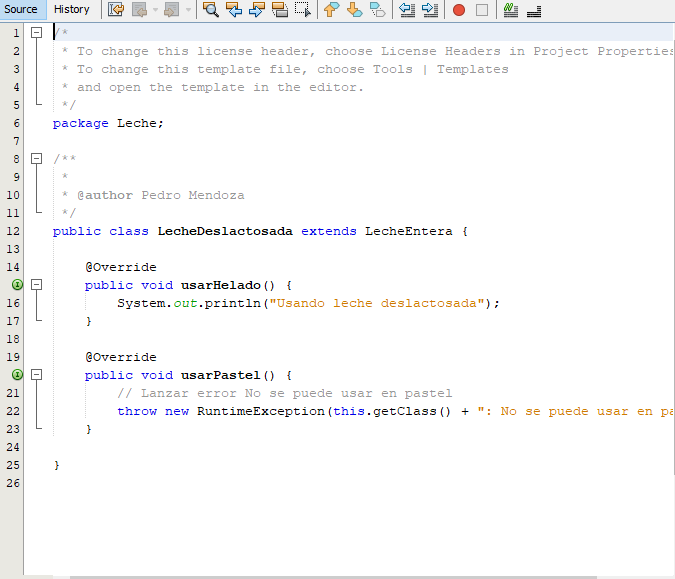 Source History
1 /*
2 * To change this license header, choose License Headers in Project Properties
3 * To change this template file, choose Tools | Templates
4 * and open the template in the editor.
5 */
6 package Leche;
7
8 /**
9 *
10 * @author Pedro Mendoza
11 */
12 public class LecheDeslactosada extends LecheEntera {
13
14 @Override
public void usarHelado() {
16 System.out.println("Usando leche deslactosada");
17 }
18
19 @Override
public void usarPastel() {
21 // Lanzar error No se puede usar en pastel
22 throw new RuntimeException(this.getClass() + ": No se puede usar en pa
23 }
24
25 }
26